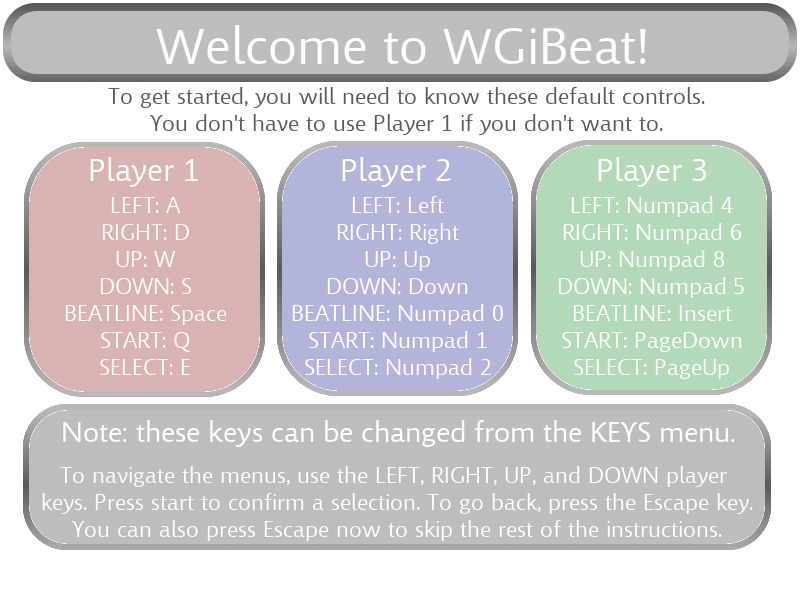 Welcome to WGiBeat!
To get started, you will need to know these default controls.
You don't have to use Player 1 if you don't want to.
Player 1
LEFT: A
RIGHT: D
UP: W
DOWN: S
BEATLINE: Space
START: Q
SELECT: E
Player 2
LEFT: Left
RIGHT: Right
UP: Up
DOWN: Down
BEATLINE: Numpad 0
START: Numpad 1
SELECT: Numpad 2
Player 3
LEFT: Numpad 4
RIGHT: Numpad 6
UP: Numpad 8
DOWN: Numpad 5
BEATLINE: Insert
START: PageDown
SELECT: PageUp
Note: these keys can be changed from the KEYS menu.
To navigate the menus, use the LEFT, RIGHT, UP, and DOWN player
keys. Press start to confirm a selection. To go back, press the Escape key.
You can also press Escape now to skip the rest of the instructions.